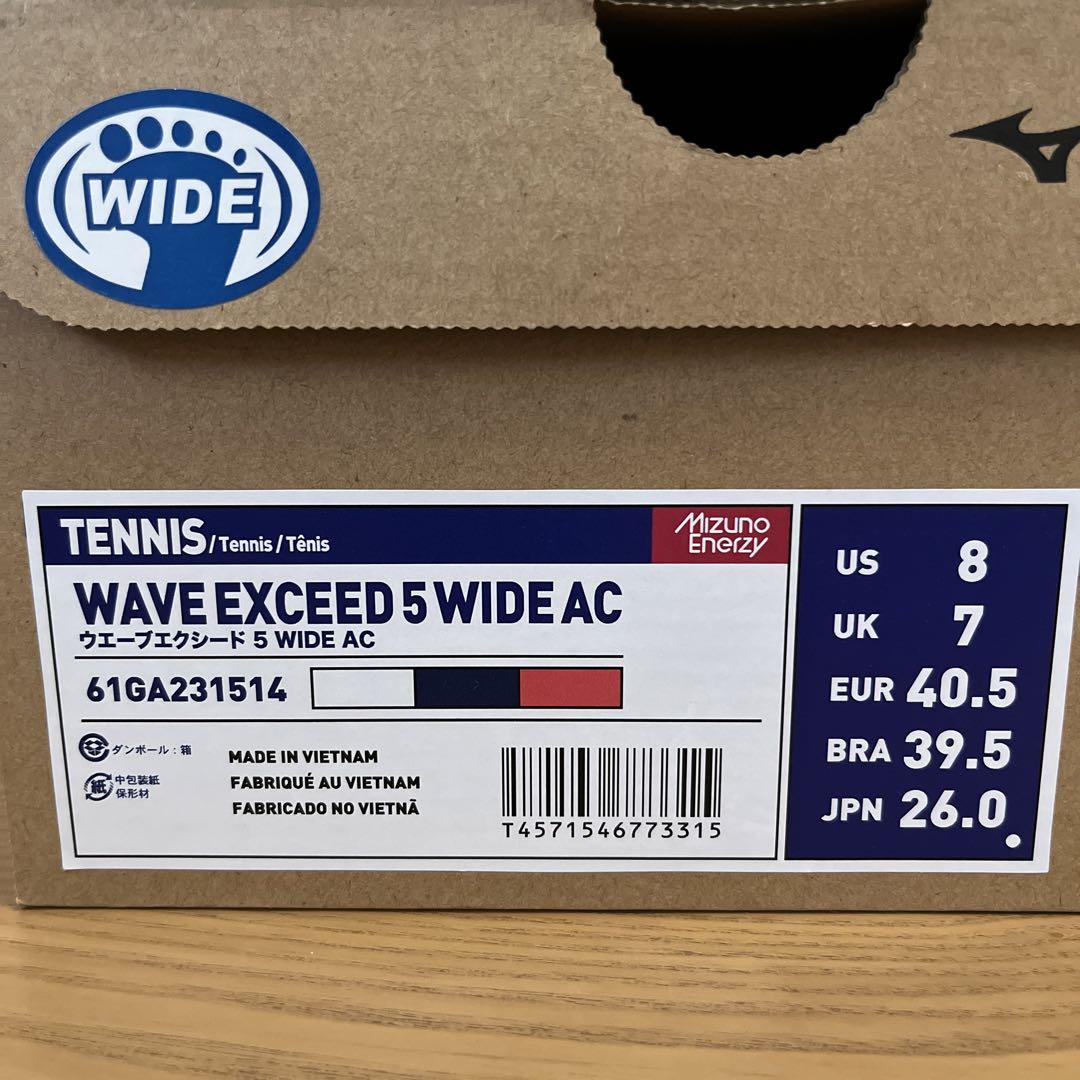 WIDE
TENNIS/Tennis/Tênis
Mizuno
Enerzy
WAVE EXCEED 5 WIDE AC
ウエーブエクシード 5 WIDE AC
61GA231514
ダンボール：箱
紙
中包装紙
保形材
MADE IN VIETNAM
FABRIQUÉ AU VIETNAM
FABRICADO NO VIETNÃ
T4571546773315
US 8
UK 7
EUR 40.5
BRA 39.5
JPN 26.0